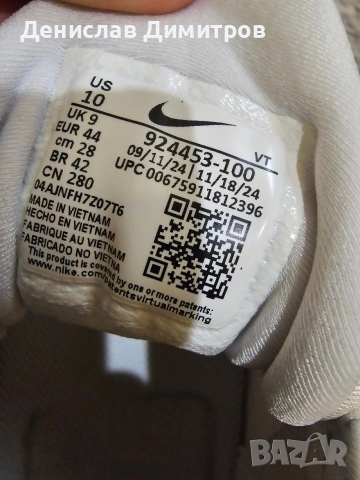 Денислав Димитров
US
10
UK 9
EUR 44
cm 28
BR 42
CN 280
924453-100
VT
09/11/24 | 11/18/24
UPC 00675911812396
04AJNFH7Z07T6
MADE IN VIETNAM
HECHO EN VIETNAM
FABRIQUE AU VIETNAM
FABRICADO NO VIETNA
This product is covered by one or more patents:
www.nike.com/patentsvirtualmarking
BAZAR